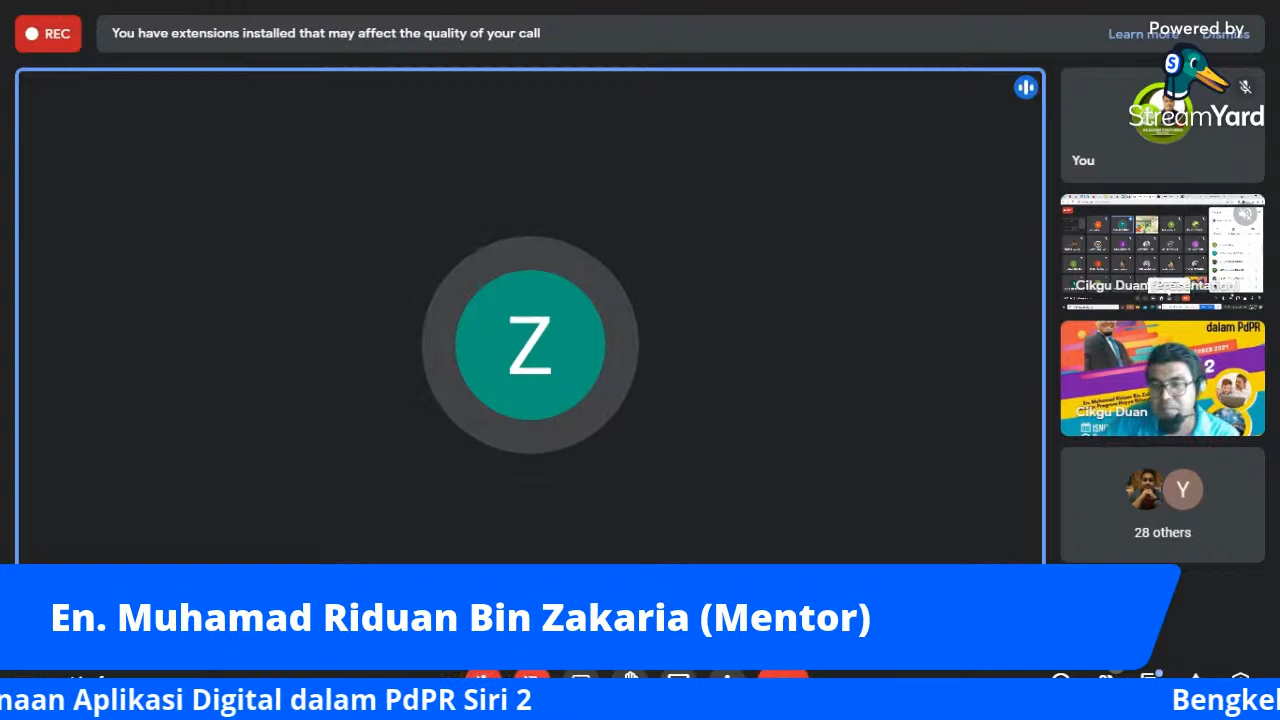 REC
You have extensions installed that may affect the quality of your call
Learn more
Dismiss
Powered by
StreamYard
You
Z
Cikgu Duan
dalam PdPR
2
Cikgu Duan
Y
28 others
En. Muhamad Riduan Bin Zakaria (Mentor)
naan Aplikasi Digital dalam PdPR Siri 2
Bengkel